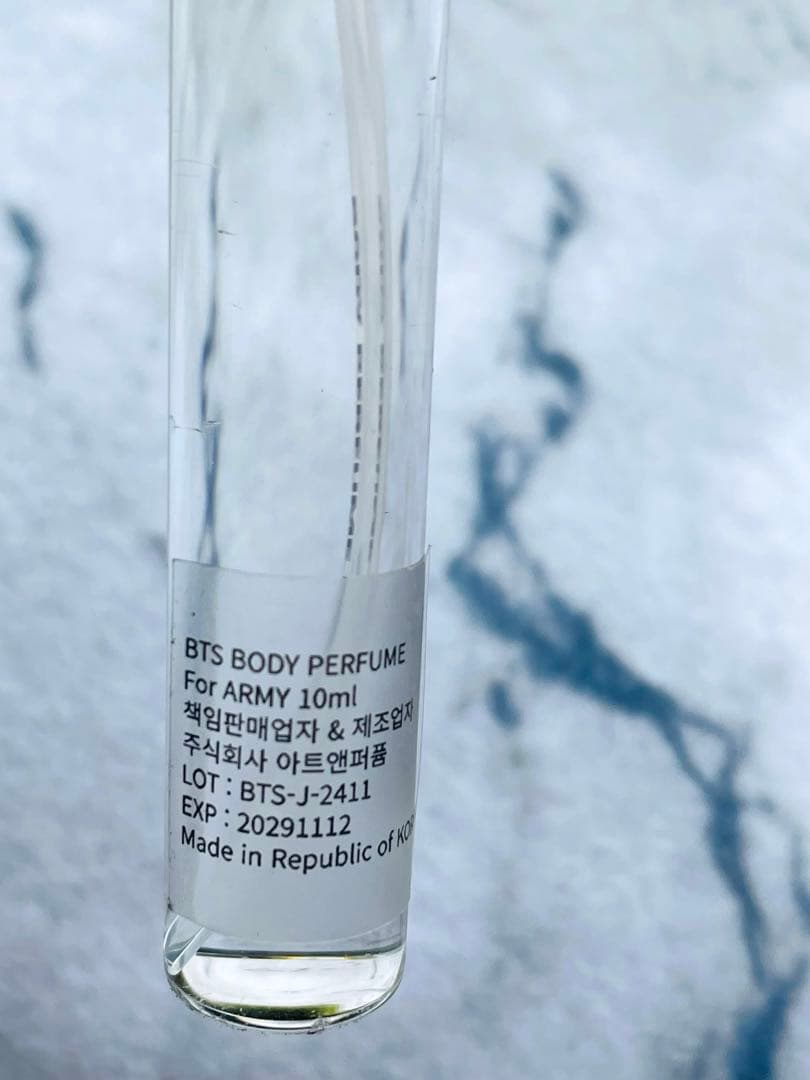 BTS BODY PERFUME
For ARMY 10ml
책임판매업자 & 제조업자
주식회사 아트앤퍼퓸
LOT : BTS-J-2411
EXP : 20291112
Made in Republic of